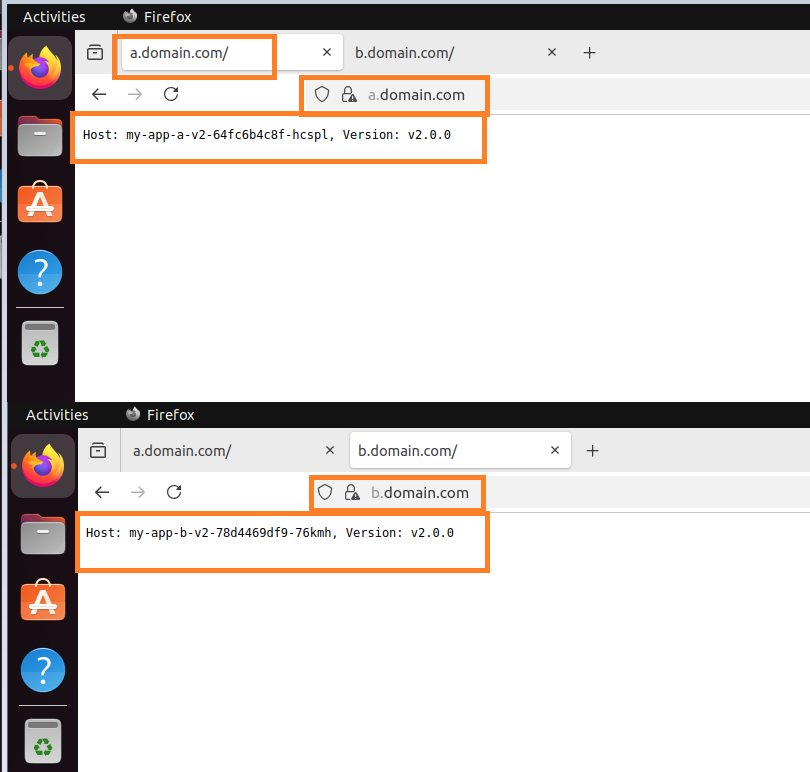 Activities Firefox
a.domain.com/ b.domain.com/
a.domain.com
Host: my-app-a-v2-64fc6b4c8f-hcspl, Version: v2.0.0
Activities Firefox
a.domain.com/ b.domain.com/
b.domain.com
Host: my-app-b-v2-78d4469df9-76kmh, Version: v2.0.0